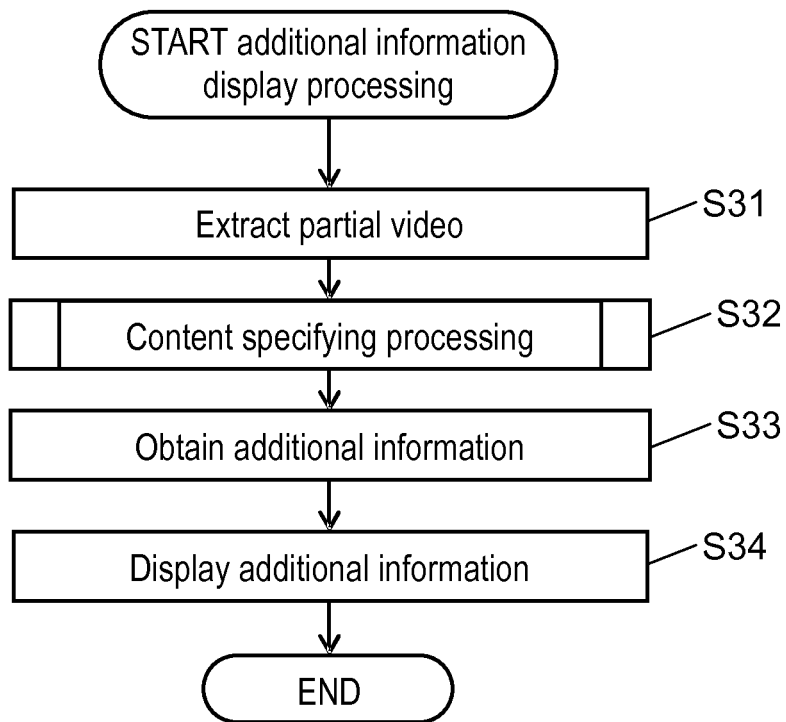 START additional information
display processing
Extract partial video
S31
Content specifying processing
S32
Obtain additional information
S33
Display additional information
S34
END